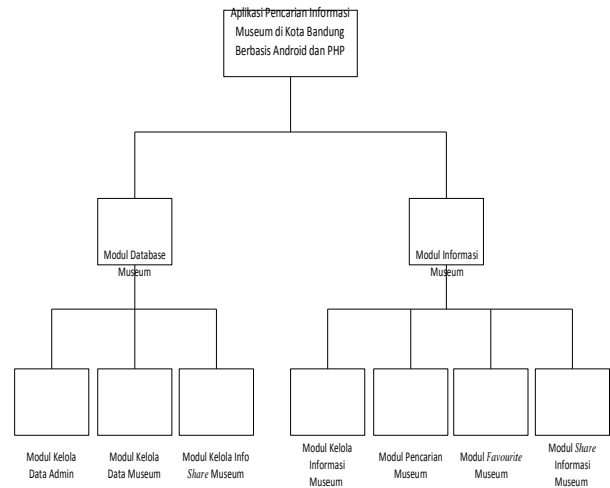 Aplikasi Pencarian Informasi
Museum di Kota Bandung
Berbasis Android dan PHP
Modul Database
Museum
Modul Informasi
Museum
Modul Kelola
Data Admin
Modul Kelola
Data Museum
Modul Kelola Info
Share Museum
Modul Kelola
Informasi
Museum
Modul Pencarian
Museum
Modul Favourite
Museum
Modul Share
Informasi
Museum